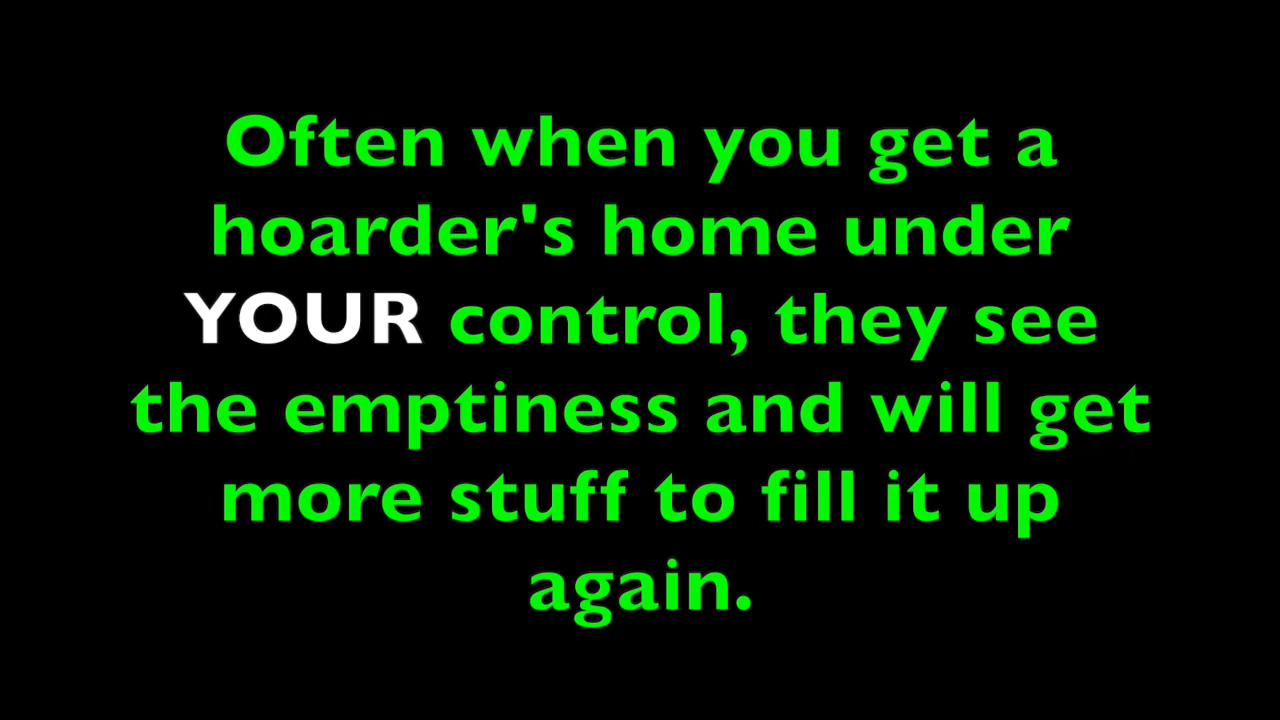 Often when you get a
hoarder's home under
YOUR control, they see
the emptiness and will get
more stuff to fill it up
again.